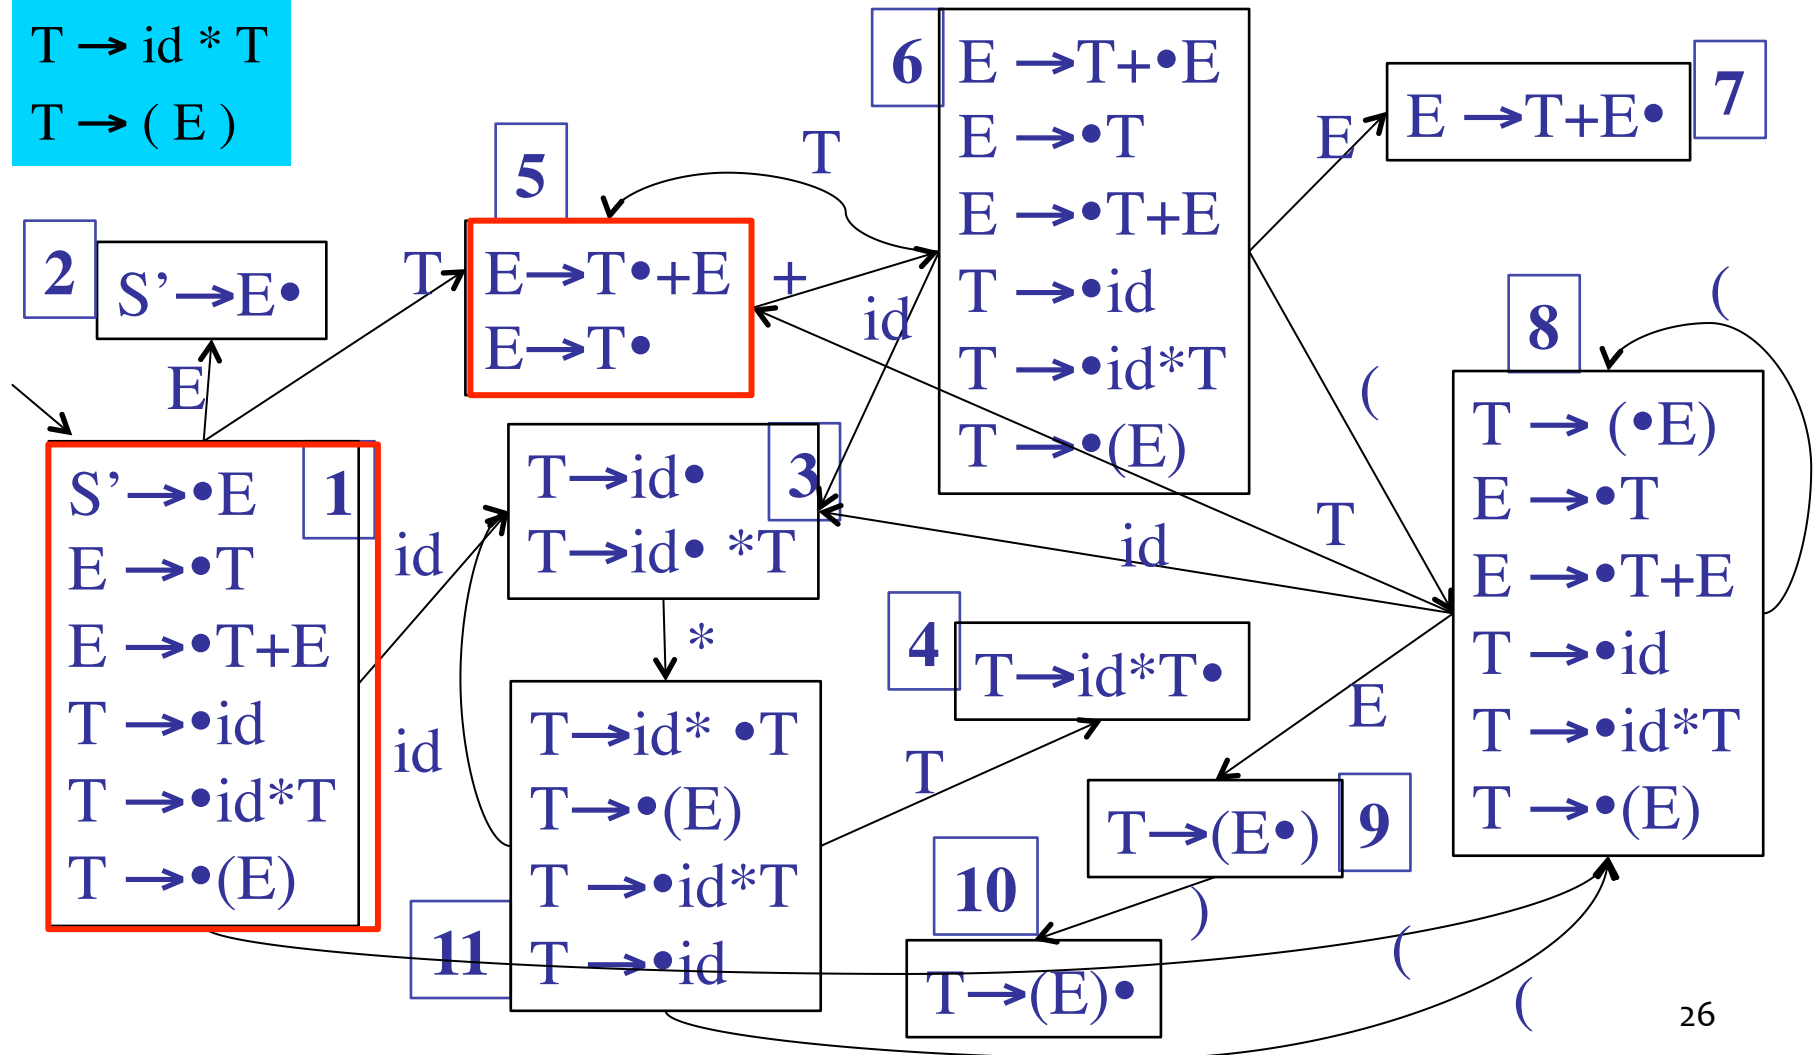 T → id * T
T → ( E )
2
S’→E•
E
T
5
E→T•+E
E→T•
T
+
id
6
E →T+•E
E →•T
E →•T+E
T →•id
T →•id*T
T →•(E)
E
7
E →T+E•
(
8
(
T → (•E)
E →•T
E →•T+E
T →•id
T →•id*T
T →•(E)
1
S’→•E
E →•T
E →•T+E
T →•id
T →•id*T
T →•(E)
id
id
3
T→id•
T→id• *T
*
id
T
11
T→id* •T
T→•(E)
T →•id*T
T →•id
T
4
T→id*T•
E
9
T→(E•)
)
10
T→(E)•
(
(
26